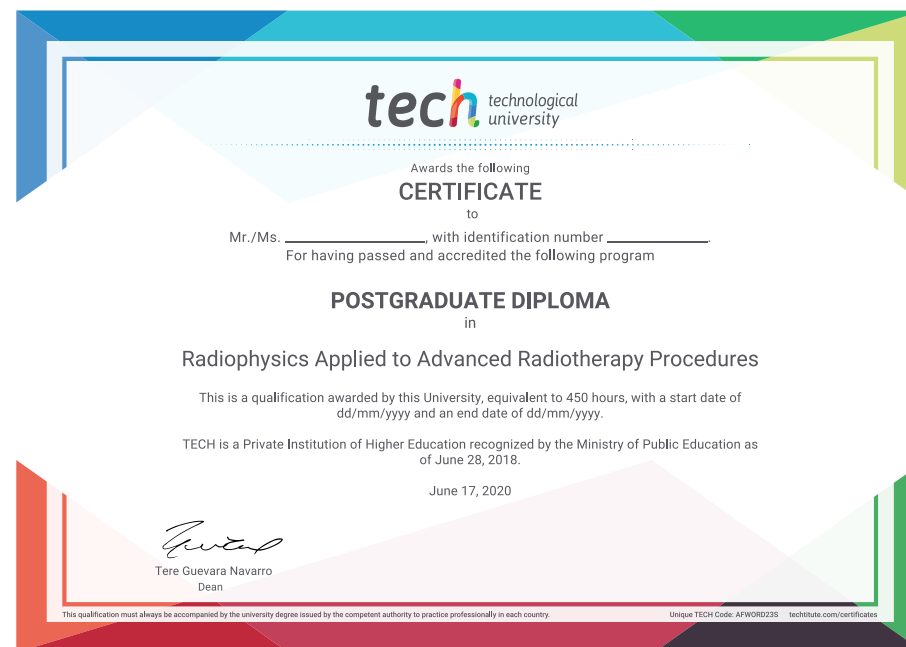 tech technological
university
Awards the following
CERTIFICATE
to
Mr./Ms. ____________________, with identification number ______________.
For having passed and accredited the following program
POSTGRADUATE DIPLOMA
in
Radiophysics Applied to Advanced Radiotherapy Procedures
This is a qualification awarded by this University, equivalent to 450 hours, with a start date of
dd/mm/yyyy and an end date of dd/mm/yyyy.
TECH is a Private Institution of Higher Education recognized by the Ministry of Public Education as
of June 28, 2018.
June 17, 2020
Tere Guevara Navarro
Dean
This qualification must always be accompanied by the university degree issued by the competent authority to practice professionally in each country.
Unique TECH Code: AFWORD23S techtitute.com/certificates